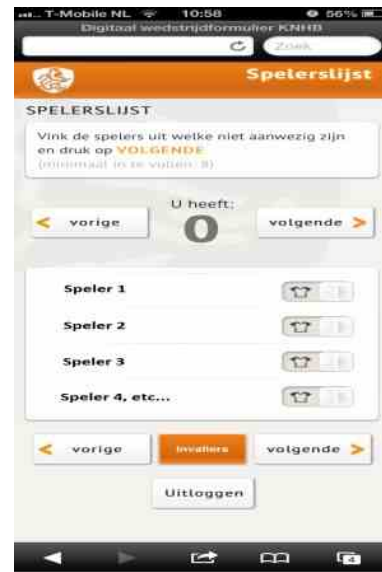 T-Mobile NL 10:58 56%
Digitaal wedstrijdformulier KNHB
Zoek
Spelerslijst
SPELERSLIJST
Vink de spelers uit welke niet aanwezig zijn
en druk op VOLGENDE
(minimaal in te vullen: 8)
U heeft:
< vorige
0
volgende >
Speler 1
Speler 2
Speler 3
Speler 4, etc...
< vorige
Invallers
volgende >
Uitloggen
4